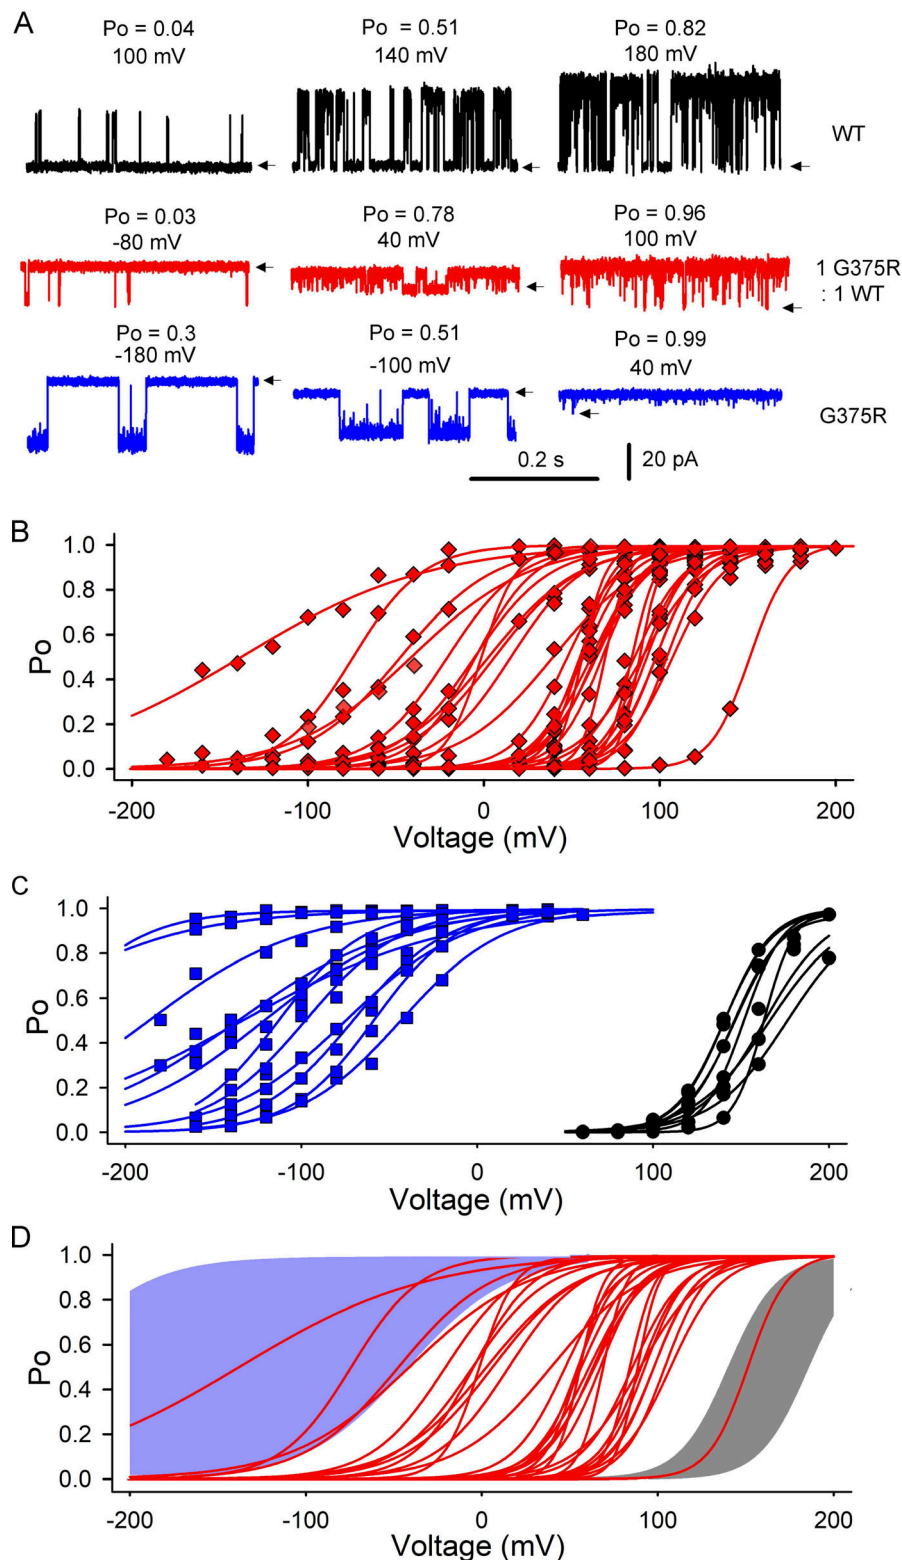 A
Po = 0.04
100 mV
Po = 0.51
140 mV
Po = 0.82
180 mV
WT
Po = 0.03
-80 mV
Po = 0.78
40 mV
Po = 0.96
100 mV
1 G375R
: 1 WT
Po = 0.3
-180 mV
Po = 0.51
-100 mV
Po = 0.99
40 mV
G375R
0.2 s
20 pA
B
1.0
0.8
0.6
0.4
0.2
0.0
Po
-200
-100
0
100
200
Voltage (mV)
C
1.0
0.8
0.6
0.4
0.2
0.0
Po
-200
-100
0
100
200
Voltage (mV)
D
1.0
0.8
0.6
0.4
0.2
0.0
Po
-200
-100
0
100
200
Voltage (mV)